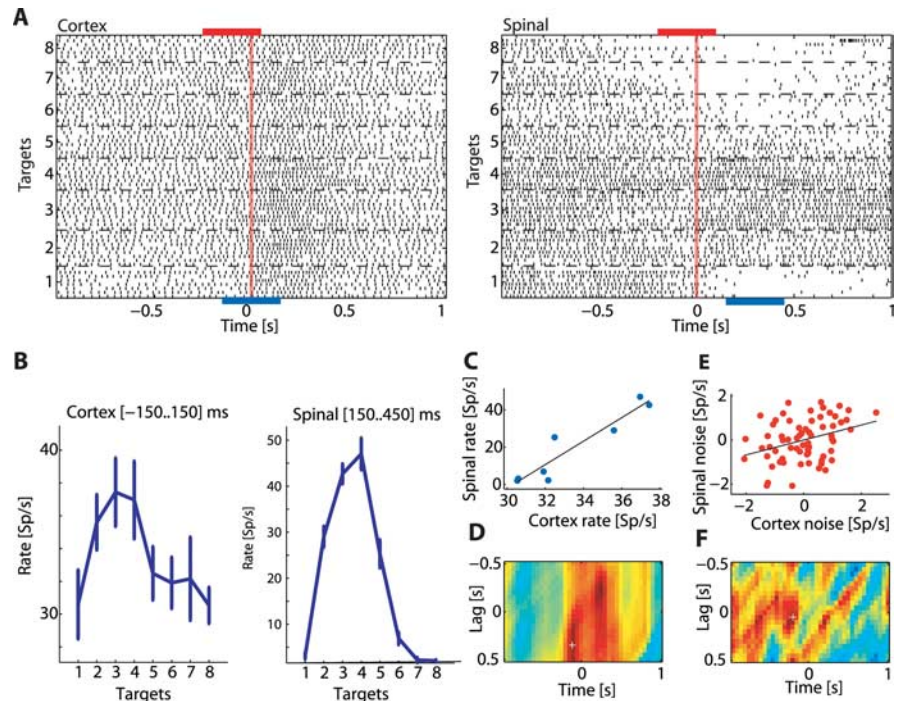 A
Cortex
8
7
6
5
4
3
2
1
Targets
−0.5 0 0.5 1
Time [s]
Spinal
8
7
6
5
4
3
2
1
Targets
−0.5 0 0.5 1
Time [s]
B
Cortex [−150..150] ms
40
30
Rate [Sp/s]
1 2 3 4 5 6 7 8
Targets
Spinal [150..450] ms
50
40
30
20
10
Rate [Sp/s]
1 2 3 4 5 6 7 8
Targets
C
Spinal rate [Sp/s]
40
20
0
30 32 34 36 38
Cortex rate [Sp/s]
D
Lag [s]
−0.5
0
0.5
0 1
Time [s]
E
Spinal noise [Sp/s]
2
0
−2
−2 0 2
Cortex noise [Sp/s]
F
Lag [s]
−0.5
0
0.5
0 1
Time [s]